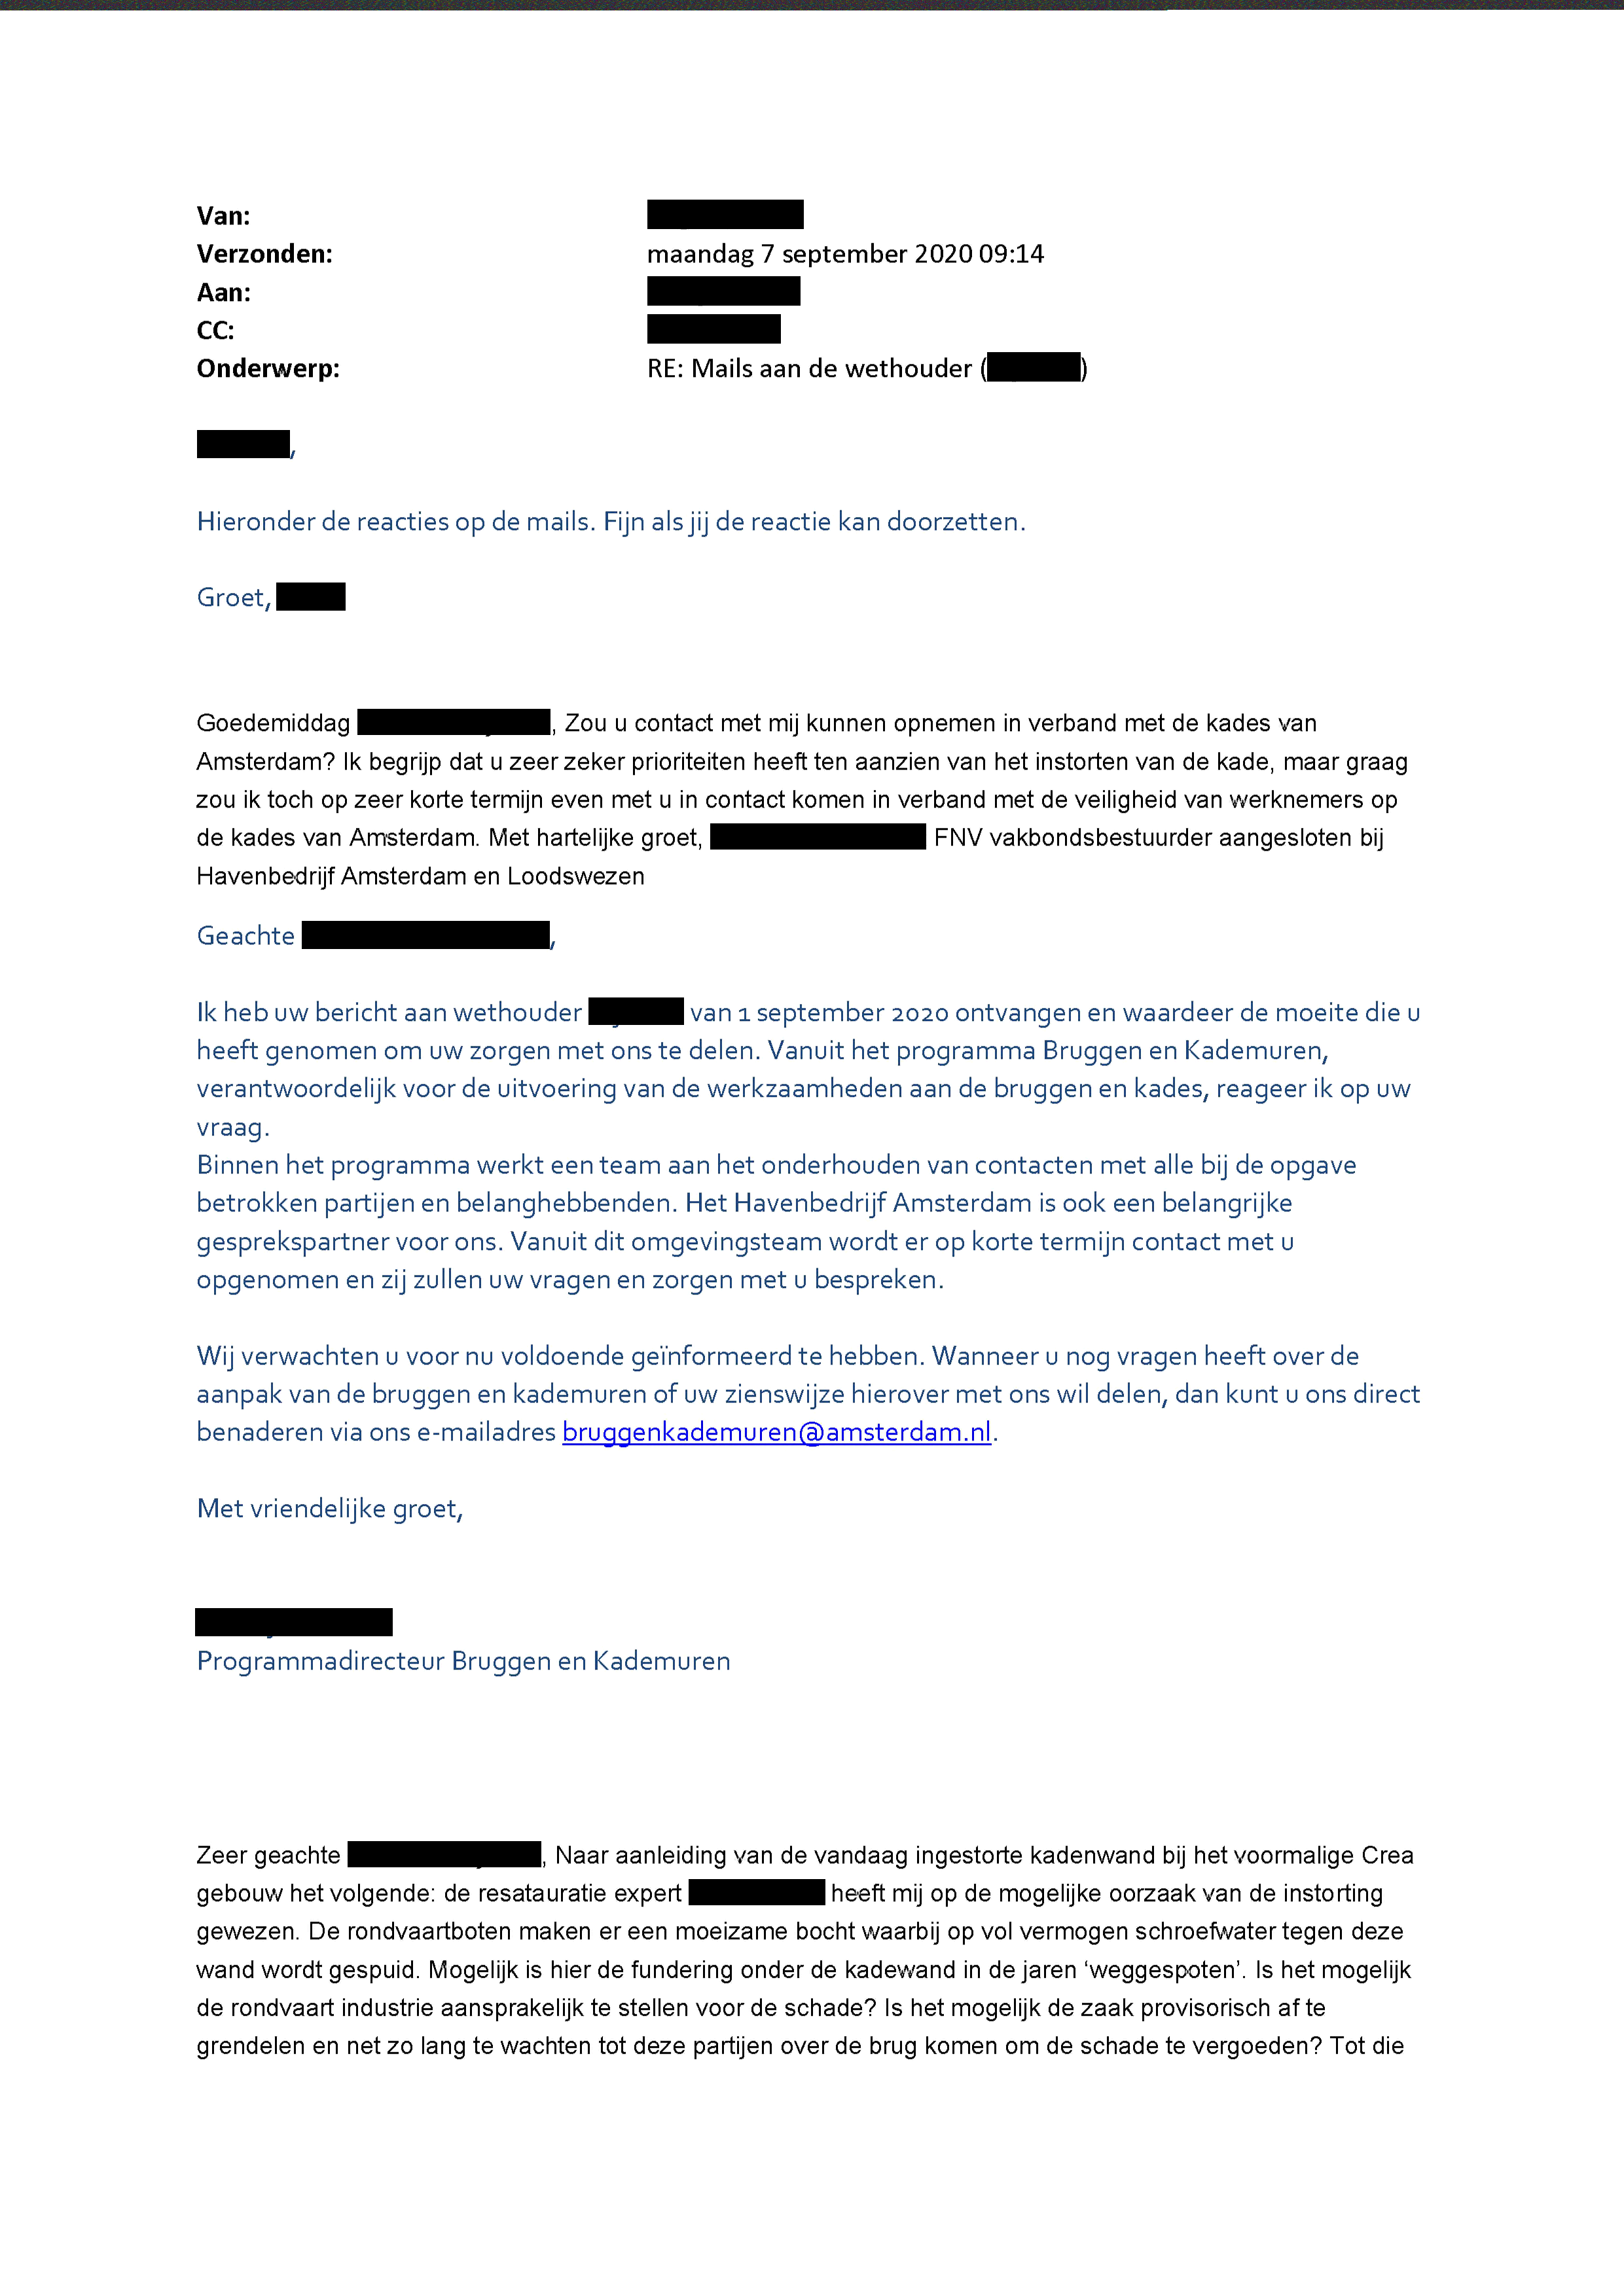 Van:
Verzonden: maandag 7 september 2020 09:14
Aan:
CC:
Onderwerp: RE: Mails aan de wethouder ( )
,
Hieronder de reacties op de mails. Fijn als jij de reactie kan doorzetten.
Groet,
Goedemiddag , Zou u contact met mij kunnen opnemen in verband met de kades van
Amsterdam? Ik begrijp dat u zeer zeker prioriteiten heeft ten aanzien van het instorten van de kade, maar graag
zou ik toch op zeer korte termijn even met u in contact komen in verband met de veiligheid van werknemers op
de kades van Amsterdam. Met hartelijke groet, FNV vakbondsbestuurder aangesloten bij
Havenbedrijf Amsterdam en Loodswezen
Geachte ,
Ik heb uw bericht aan wethouder van 1 september 2020 ontvangen en waardeer de moeite die u
heeft genomen om uw zorgen met ons te delen. Vanuit het programma Bruggen en Kademuren,
verantwoordelijk voor de uitvoering van de werkzaamheden aan de bruggen en kades, reageer ik op uw
vraag.
Binnen het programma werkt een team aan het onderhouden van contacten met alle bij de opgave
betrokken partijen en belanghebbenden. Het Havenbedrijf Amsterdam is ook een belangrijke
gesprekspartner voor ons. Vanuit dit omgevingsteam wordt er op korte termijn contact met u
opgenomen en zij zullen uw vragen en zorgen met u bespreken.
Wij verwachten u voor nu voldoende geïnformeerd te hebben. Wanneer u nog vragen heeft over de
aanpak van de bruggen en kademuren of uw zienswijze hierover met ons wil delen, dan kunt u ons direct
benaderen via ons e-mailadres bruggenkademuren@amsterdam.nl.
Met vriendelijke groet,
Programmadirecteur Bruggen en Kademuren
Zeer geachte , Naar aanleiding van de vandaag ingestorte kadenwand bij het voormalige Crea
gebouw het volgende: de resatauratie expert heeft mij op de mogelijke oorzaak van de instorting
gewezen. De rondvaartboten maken er een moeizame bocht waarbij op vol vermogen schroefwater tegen deze
wand wordt gespuid. Mogelijk is hier de fundering onder de kadewand in de jaren ‘weggespoten’. Is het mogelijk
de rondvaart industrie aansprakelijk te stellen voor de schade? Is het mogelijk de zaak provisorisch af te
grendelen en net zo lang te wachten tot deze partijen over de brug komen om de schade te vergoeden? Tot die